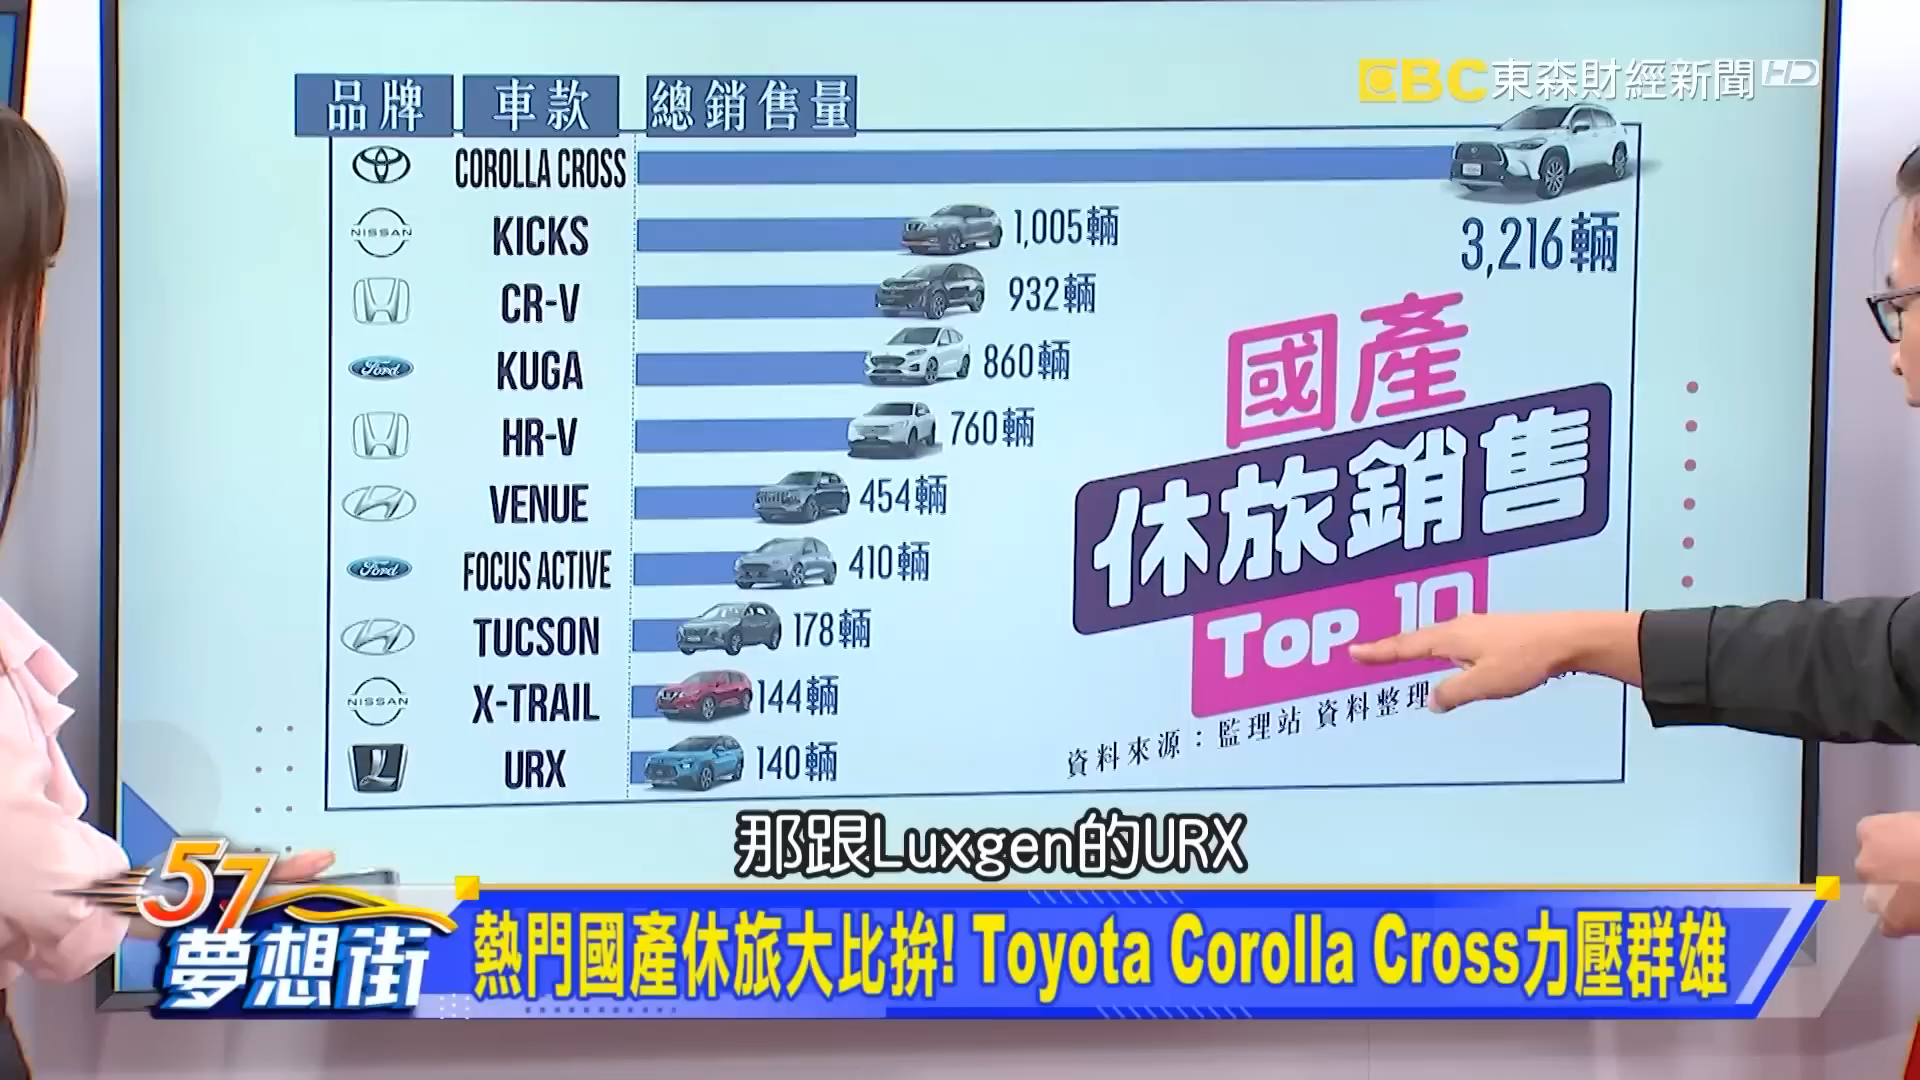 EBC 東森財經新聞 HD
品牌 車款 總銷售量
COROLLA CROSS 3,216輛
NISSAN KICKS 1,005輛
CR-V 932輛
Ford KUGA 860輛
HR-V 760輛
VENUE 454輛
Ford FOCUS ACTIVE 410輛
TUCSON 178輛
NISSAN X-TRAIL 144輛
URX 140輛
國產
休旅銷售
TOP 10
資料來源：監理站 資料整理
那跟Luxgen的URX
57夢想街
熱門國產休旅大比拚! Toyota Corolla Cross力壓群雄